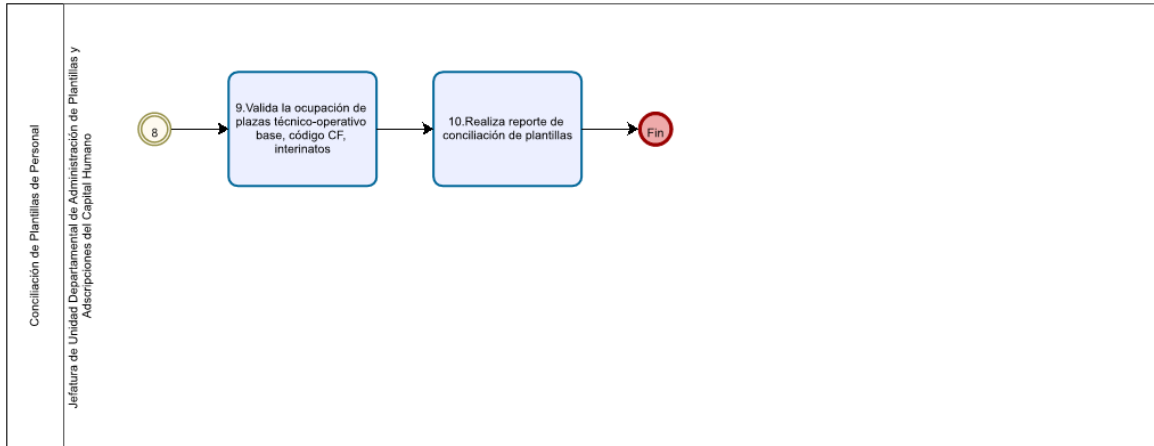 Conciliación de Plantillas de Personal
Jefatura de Unidad Departamental de Administración de Plantillas y
Adscripciones del Capital Humano
8
9.Valida la ocupación de
plazas técnico-operativo
base, código CF,
interinatos
10.Realiza reporte de
conciliación de plantillas
Fin